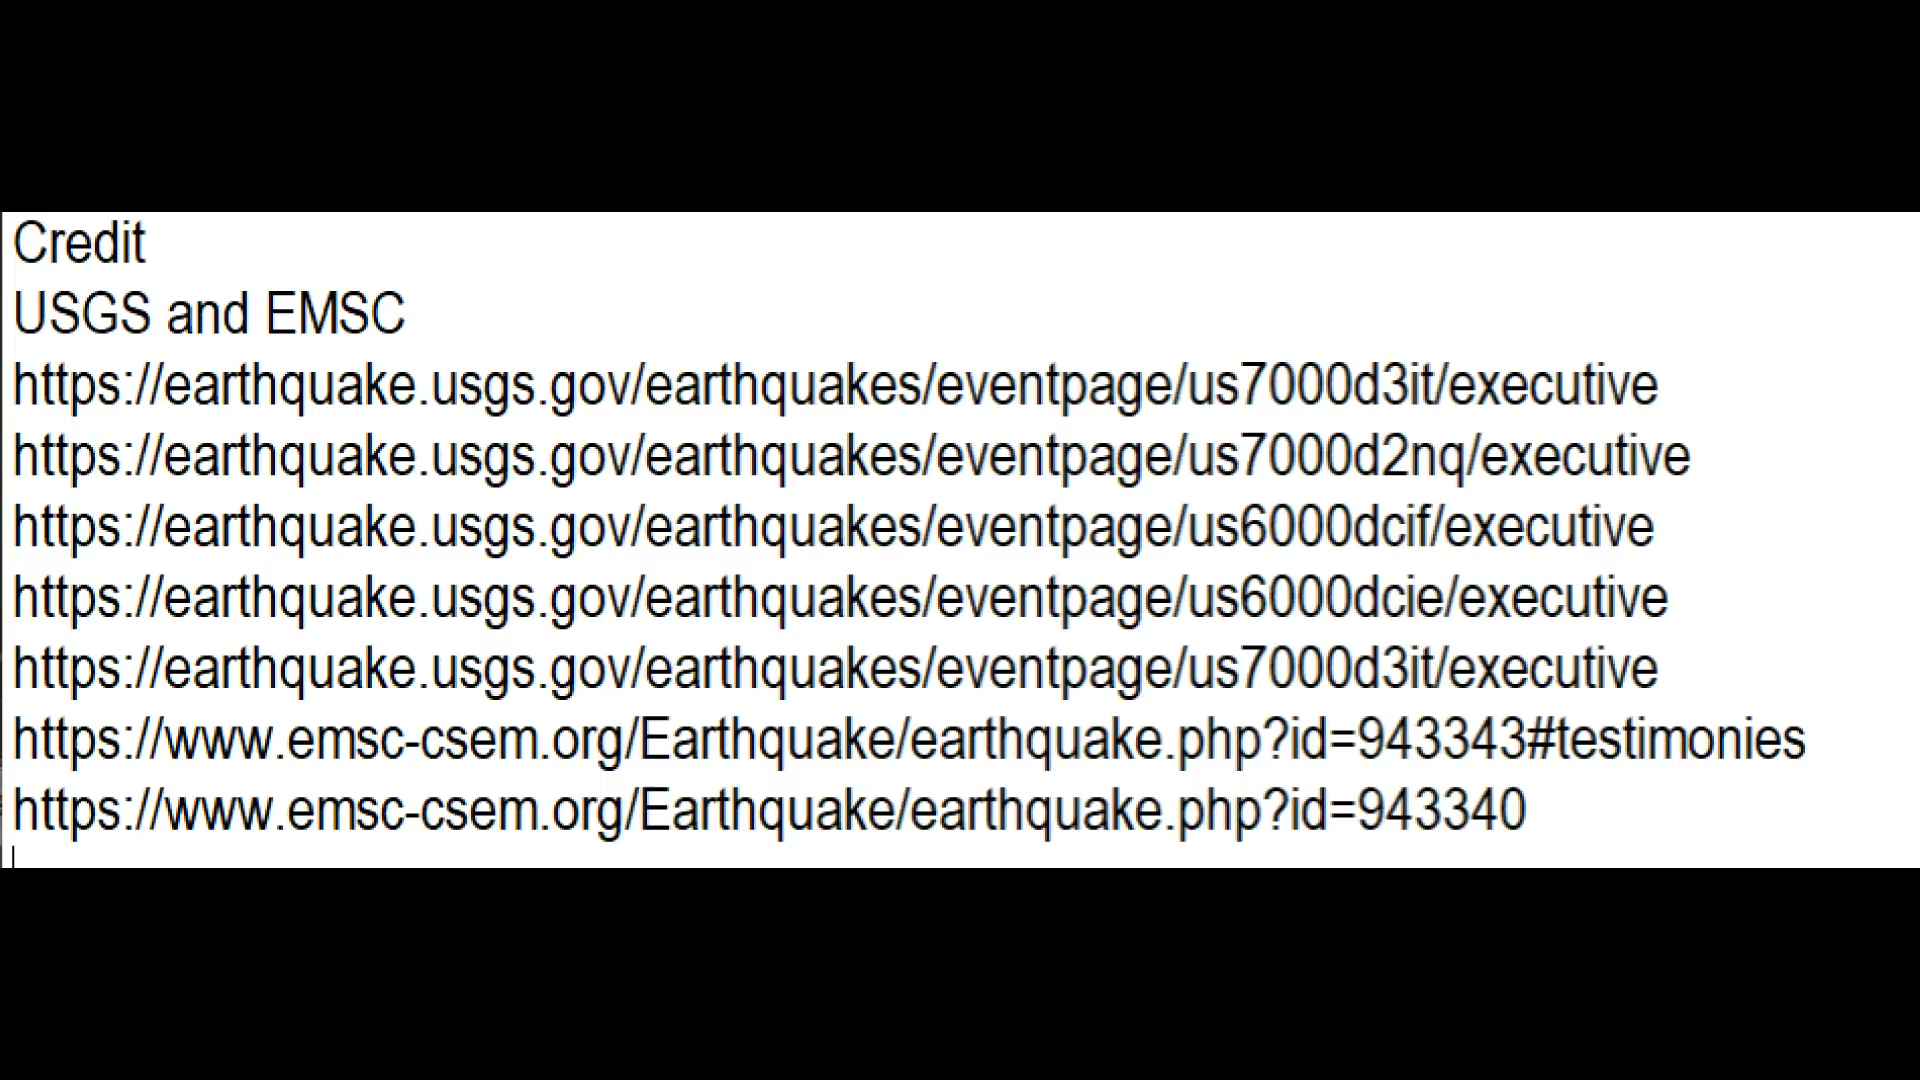 Credit
USGS and EMSC
https://earthquake.usgs.gov/earthquakes/eventpage/us7000d3it/executive
https://earthquake.usgs.gov/earthquakes/eventpage/us7000d2nq/executive
https://earthquake.usgs.gov/earthquakes/eventpage/us6000dcif/executive
https://earthquake.usgs.gov/earthquakes/eventpage/us6000dcie/executive
https://earthquake.usgs.gov/earthquakes/eventpage/us7000d3it/executive
https://www.emsc-csem.org/Earthquake/earthquake.php?id=943343#testimonies
https://www.emsc-csem.org/Earthquake/earthquake.php?id=943340